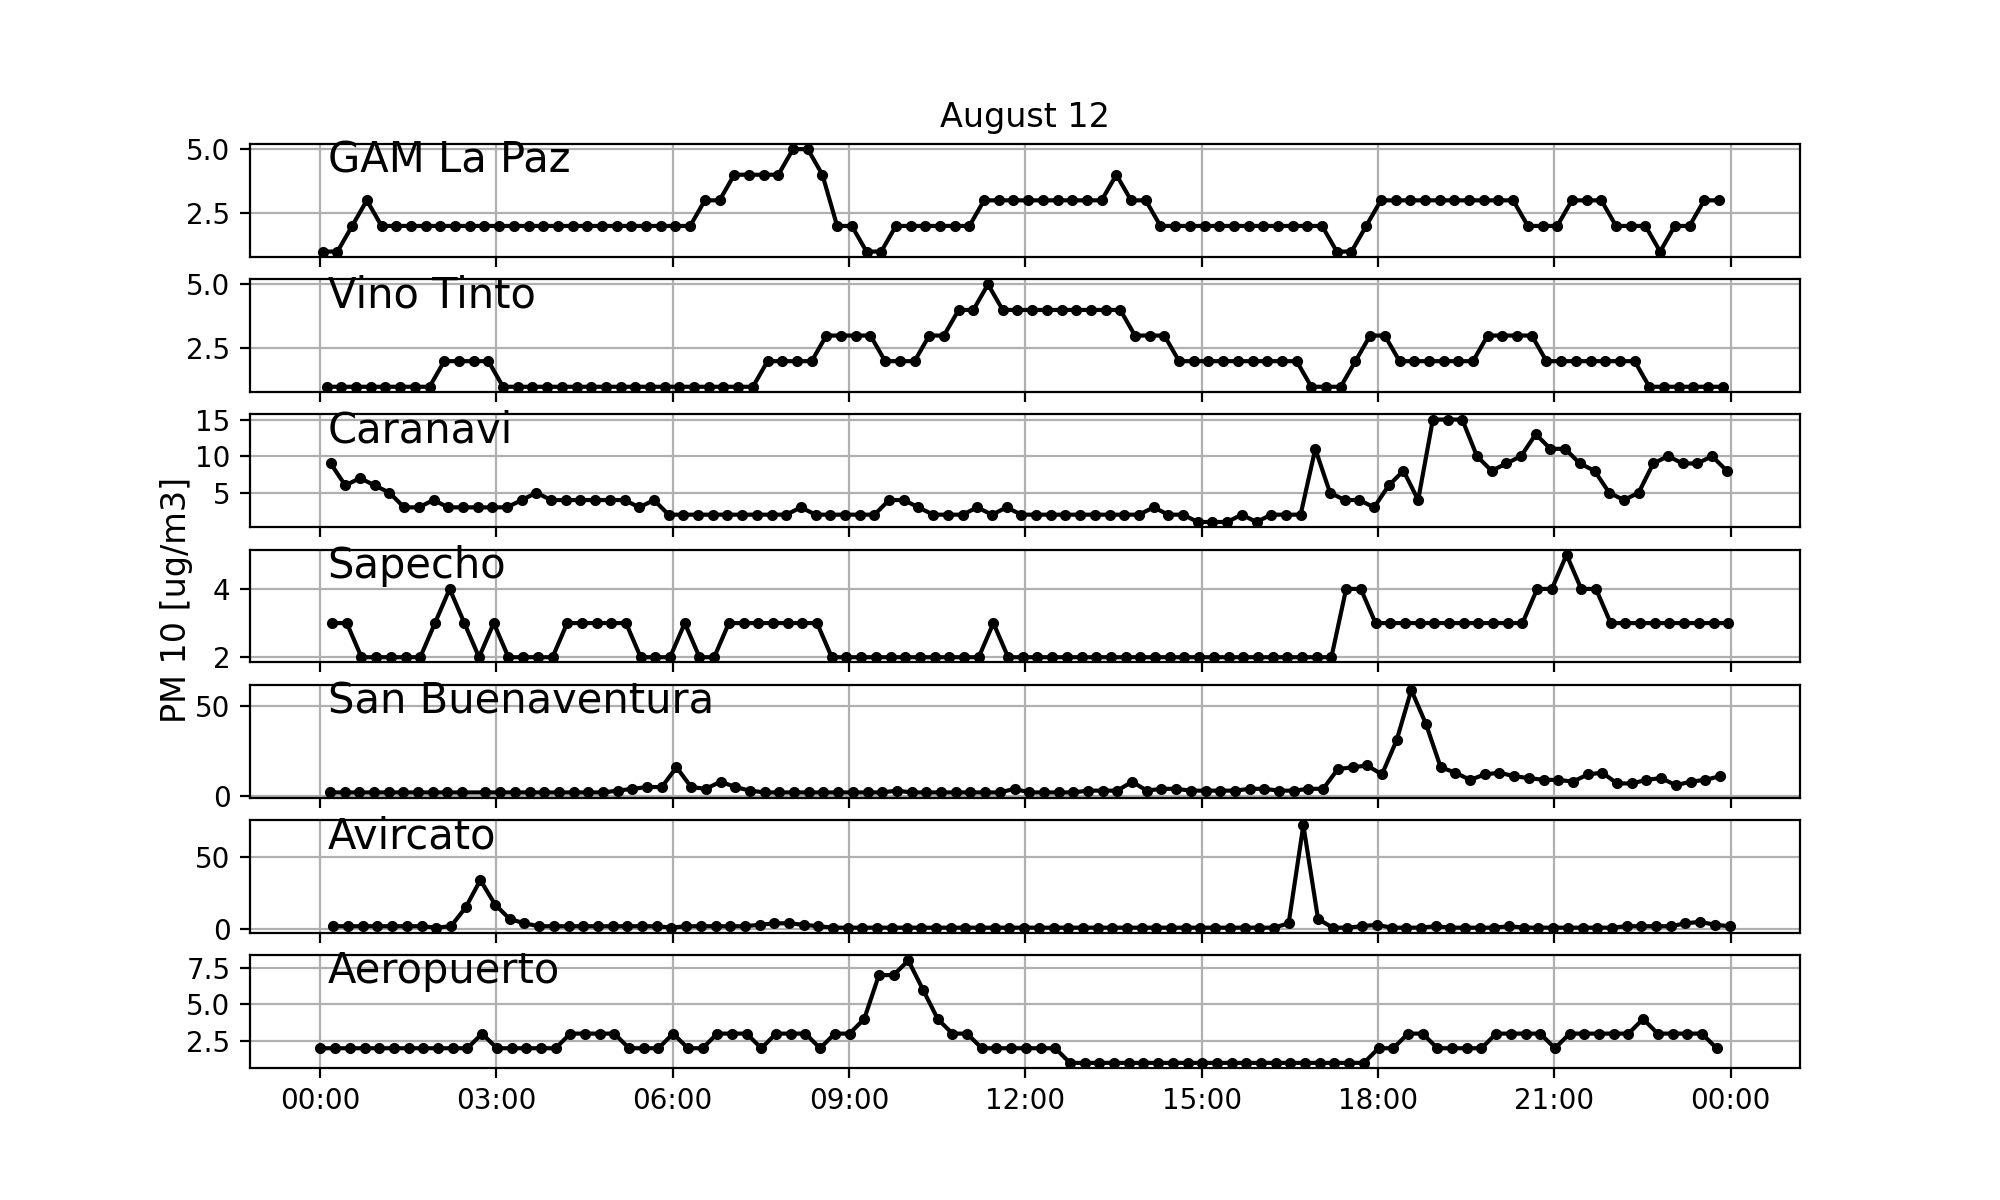 August 12
PM 10 [ug/m3]
5.0
GAM La Paz
2.5
5.0
Vino Tinto
2.5
15
Caranavi
10
5
Sapecho
4
2
San Buenaventura
50
0
Avircato
50
0
Aeropuerto
7.5
5.0
2.5
00:00 03:00 06:00 09:00 12:00 15:00 18:00 21:00 00:00